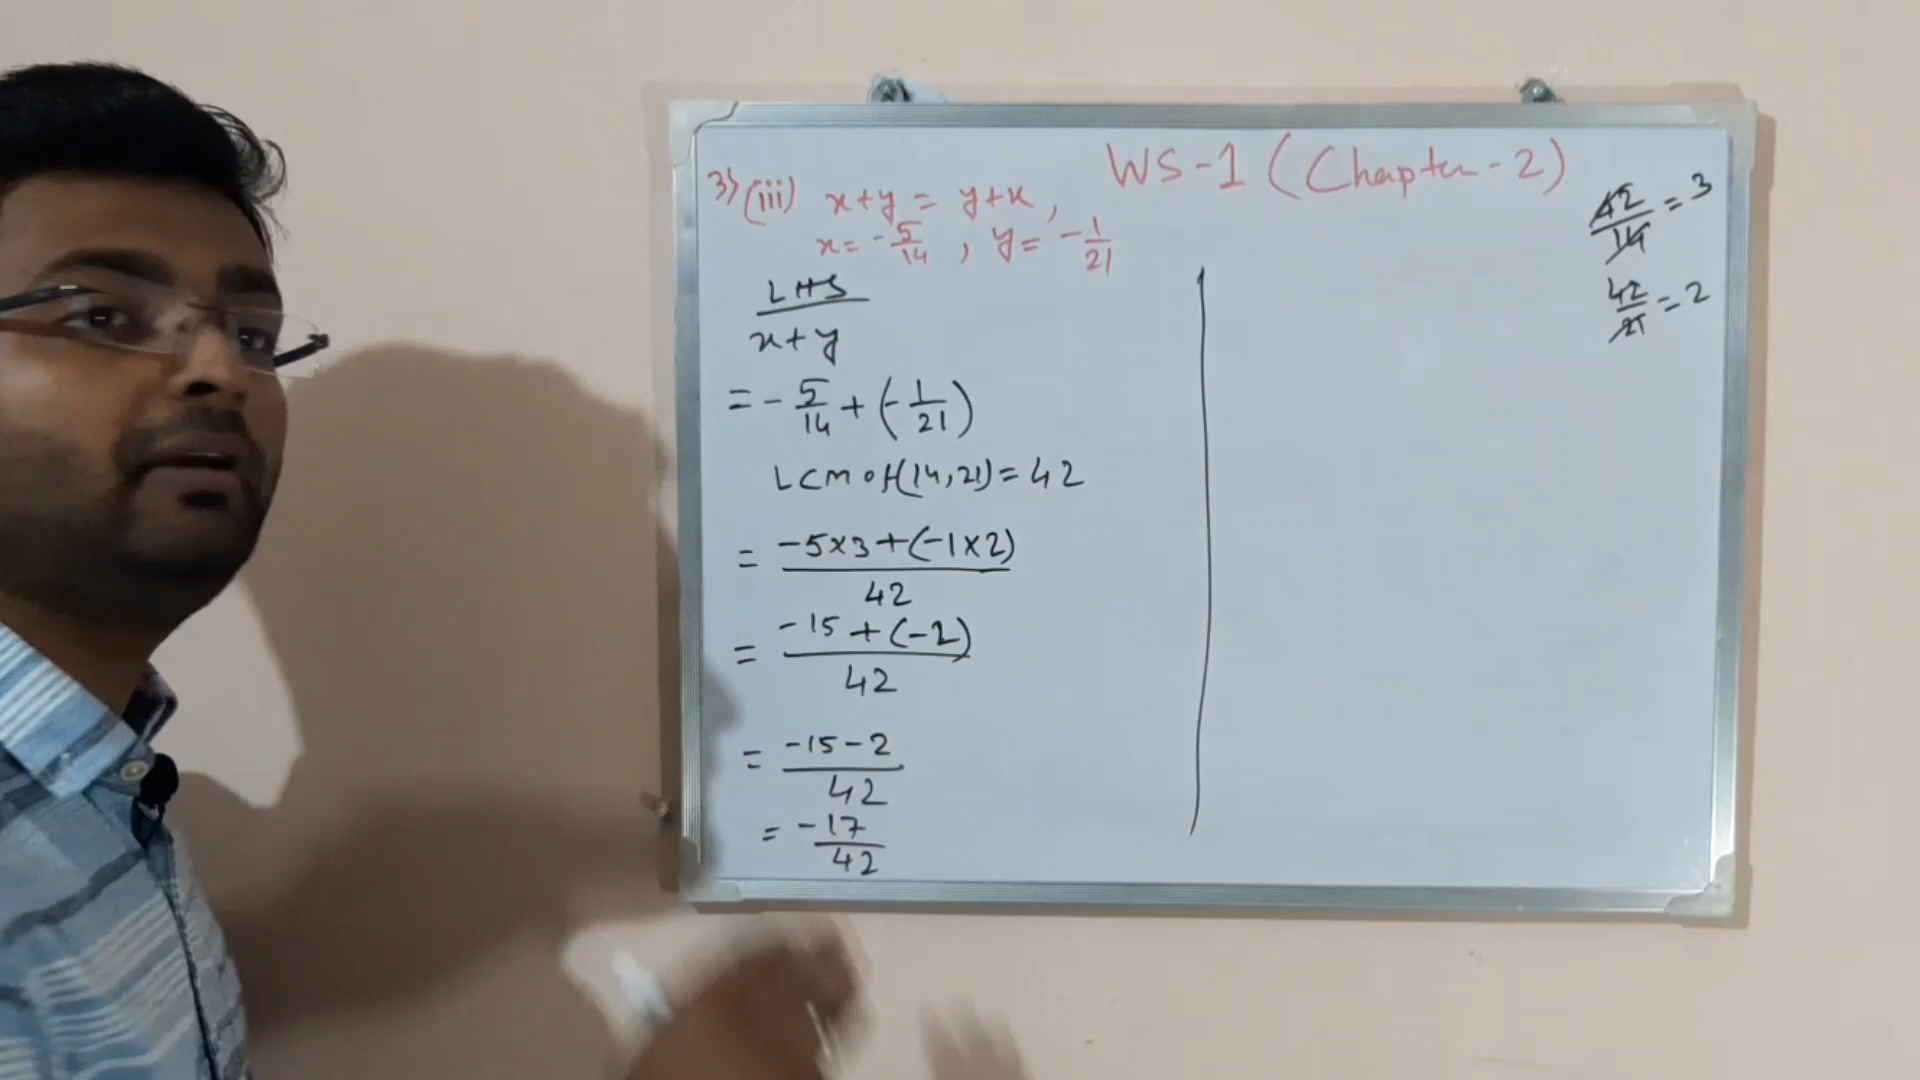 WS-1 (Chapter-2)
3) (iii) x+y = y+x,
x = -5/14 , y = -1/21
LHS
x+y
= -5/14 + (-1/21)
LCM of (14,21) = 42
= -5×3+(-1×2)/42
= -15+(-2)/42
= -15-2/42
= -17/42
42/14 = 3
42/21 = 2